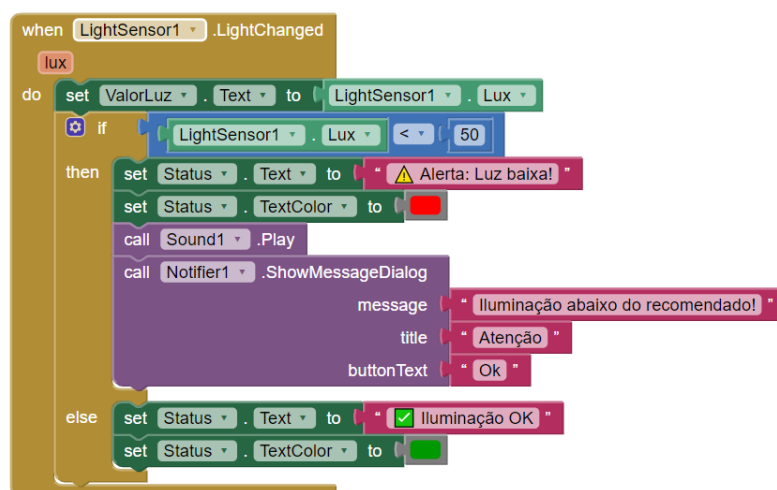 when LightSensor1 .LightChanged
lux
do set ValorLuz . Text to LightSensor1 . Lux
if LightSensor1 . Lux < 50
then set Status . Text to " ⚠ Alerta: Luz baixa! "
set Status . TextColor to
call Sound1 .Play
call Notifier1 .ShowMessageDialog
message " Iluminação abaixo do recomendado! "
title " Atenção "
buttonText " Ok "
else set Status . Text to " ✅ Iluminação OK "
set Status . TextColor to